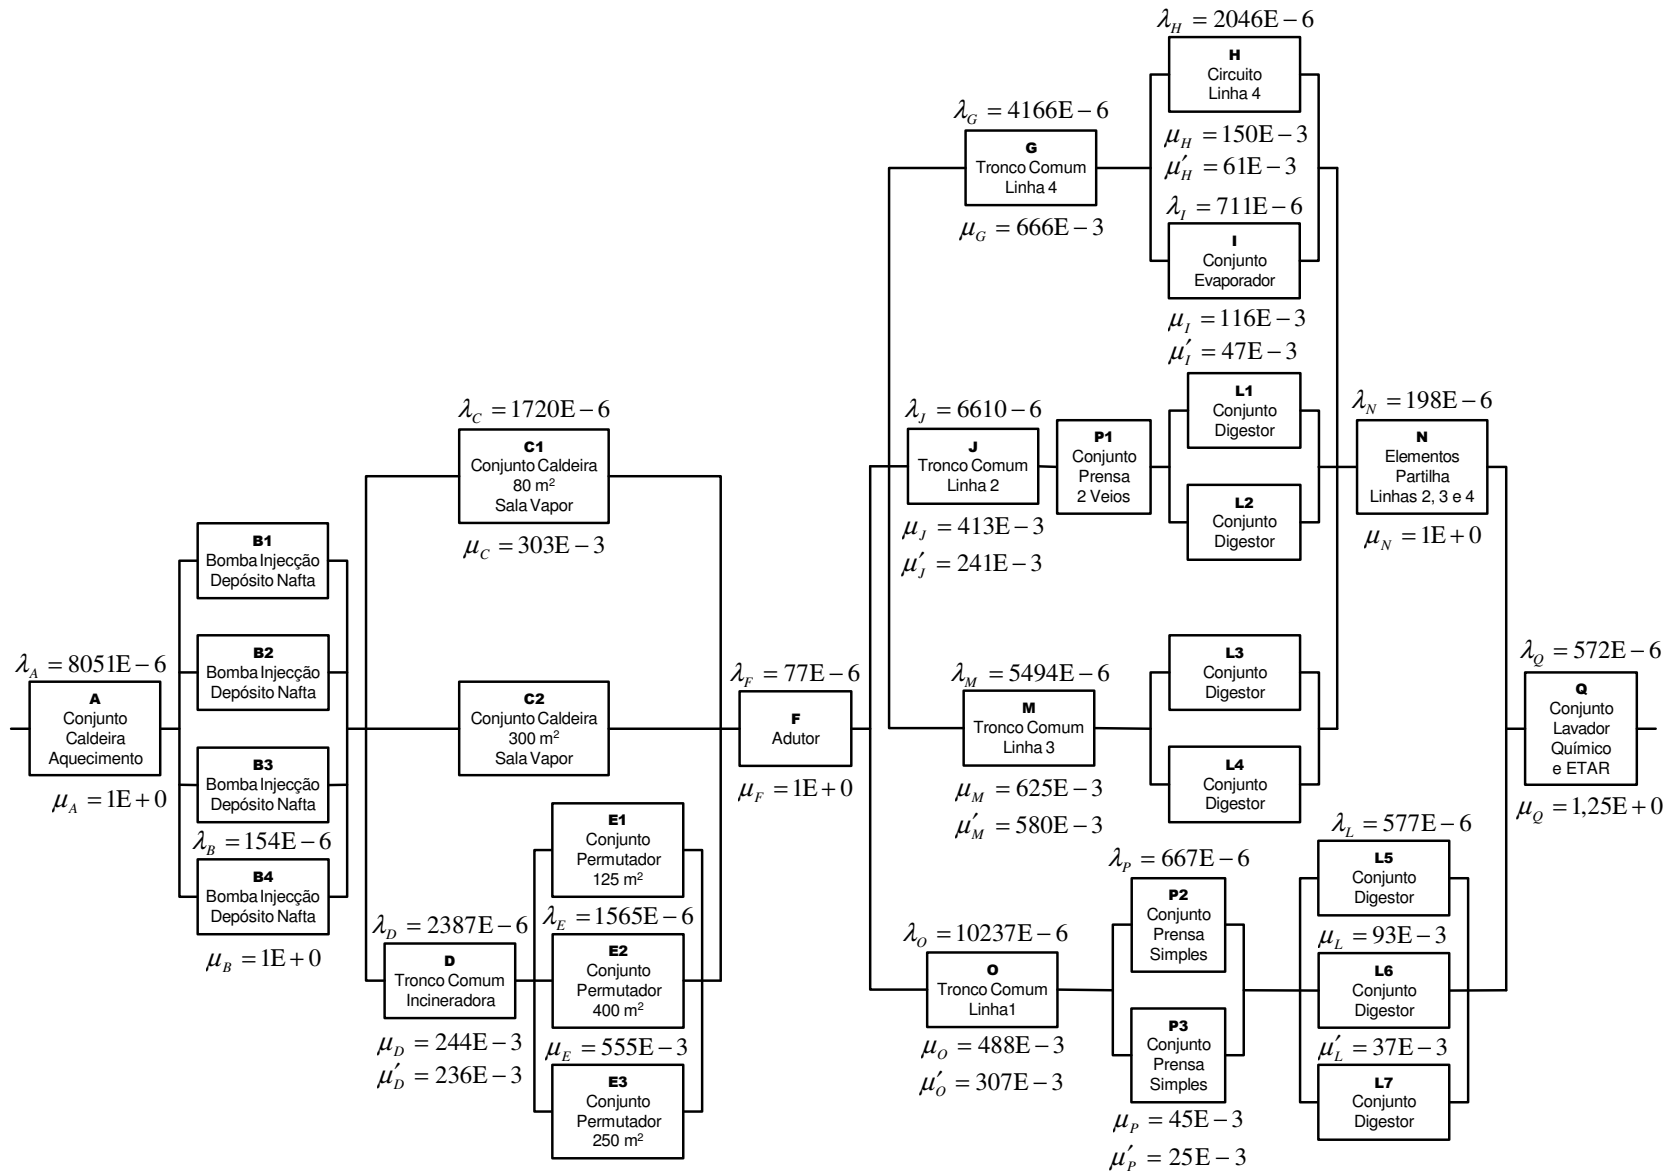 λ_A = 8051E−6
A
Conjunto
Caldeira
Aquecimento
μ_A = 1E+0
B1
Bomba Injecção
Depósito Nafta
B2
Bomba Injecção
Depósito Nafta
B3
Bomba Injecção
Depósito Nafta
λ_B = 154E−6
B4
Bomba Injecção
Depósito Nafta
μ_B = 1E+0
λ_C = 1720E−6
C1
Conjunto Caldeira
80 m²
Sala Vapor
μ_C = 303E−3
C2
Conjunto Caldeira
300 m²
Sala Vapor
λ_D = 2387E−6
D
Tronco Comum
Incineradora
μ_D = 244E−3
μ′_D = 236E−3
E1
Conjunto
Permutador
125 m²
λ_E = 1565E−6
E2
Conjunto
Permutador
400 m²
μ_E = 555E−3
E3
Conjunto
Permutador
250 m²
λ_F = 77E−6
F
Adutor
μ_F = 1E+0
λ_G = 4166E−6
G
Tronco Comum
Linha 4
μ_G = 666E−3
λ_H = 2046E−6
H
Circuito
Linha 4
μ_H = 150E−3
μ′_H = 61E−3
λ_I = 711E−6
I
Conjunto
Evaporador
μ_I = 116E−3
μ′_I = 47E−3
λ_J = 6610−6
J
Tronco Comum
Linha 2
μ_J = 413E−3
μ′_J = 241E−3
P1
Conjunto
Prensa
2 Veios
L1
Conjunto
Digestor
L2
Conjunto
Digestor
λ_M = 5494E−6
M
Tronco Comum
Linha 3
μ_M = 625E−3
μ′_M = 580E−3
L3
Conjunto
Digestor
L4
Conjunto
Digestor
λ_N = 198E−6
N
Elementos
Partilha
Linhas 2, 3 e 4
μ_N = 1E+0
λ_O = 10237E−6
O
Tronco Comum
Linha1
μ_O = 488E−3
μ′_O = 307E−3
λ_P = 667E−6
P2
Conjunto
Prensa
Simples
P3
Conjunto
Prensa
Simples
μ_P = 45E−3
μ′_P = 25E−3
λ_L = 577E−6
L5
Conjunto
Digestor
μ_L = 93E−3
L6
Conjunto
Digestor
μ′_L = 37E−3
L7
Conjunto
Digestor
λ_Q = 572E−6
Q
Conjunto
Lavador
Químico
e ETAR
μ_Q = 1,25E+0